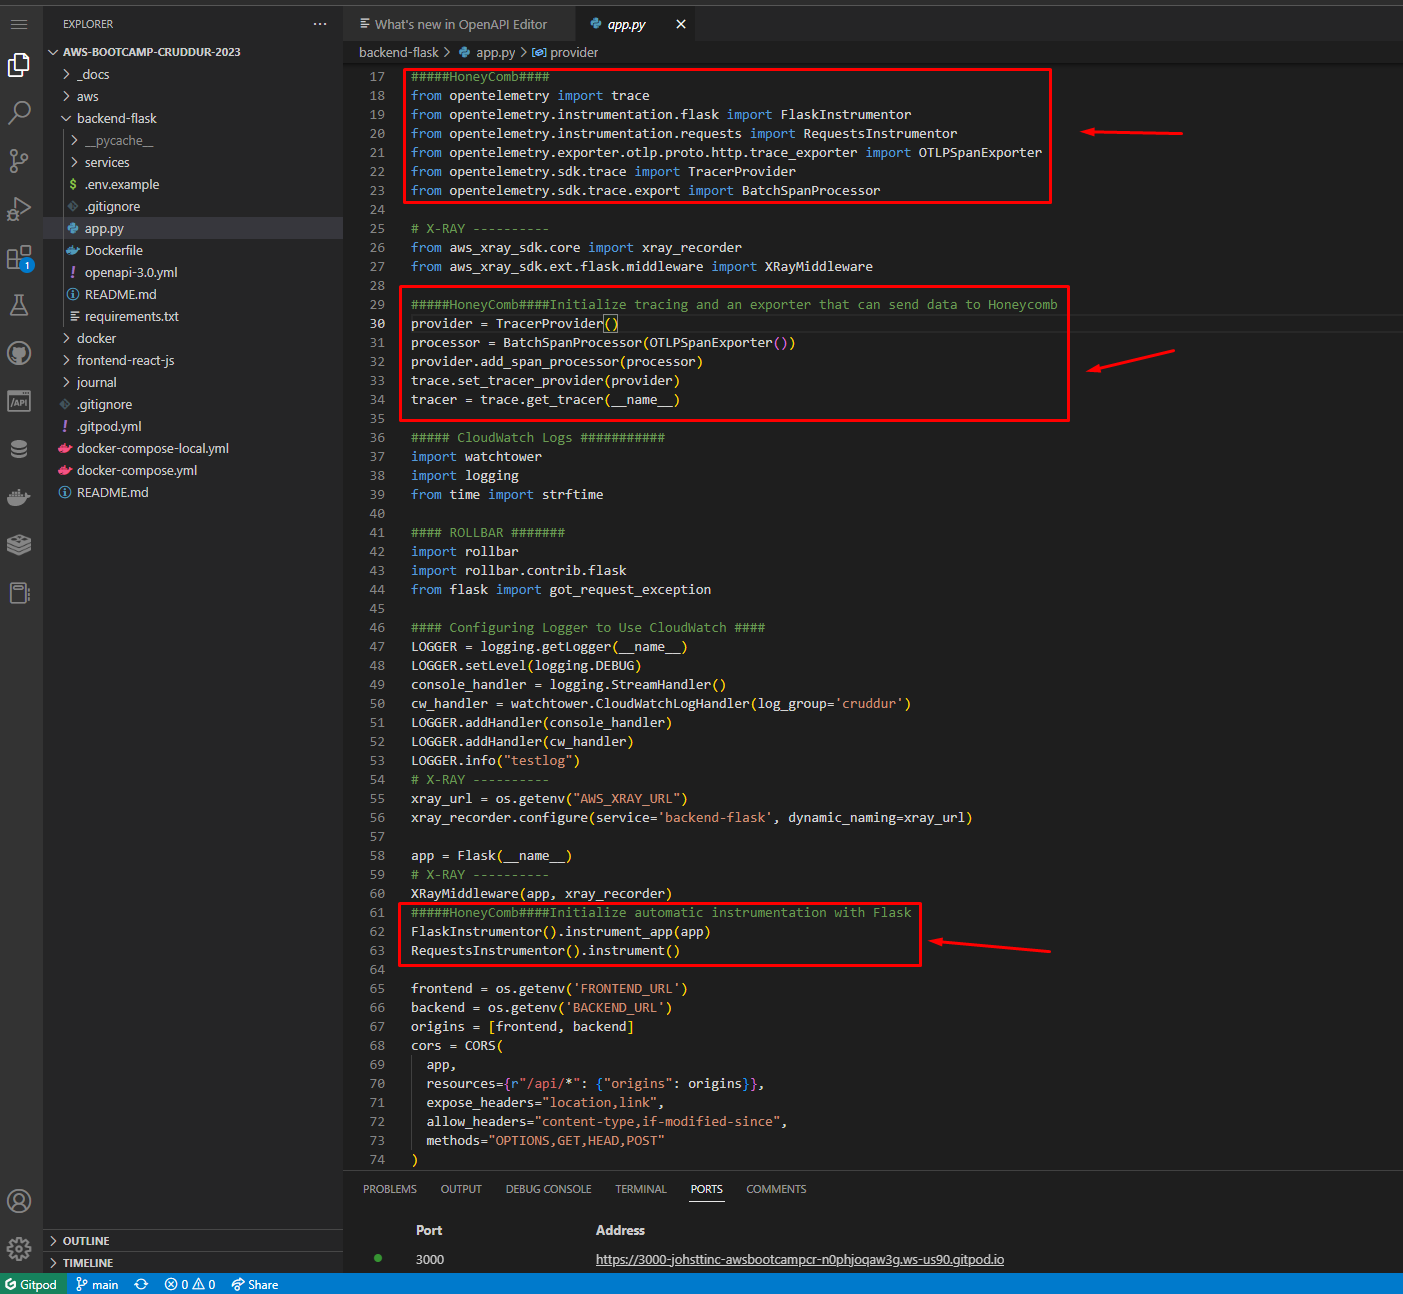 EXPLORER
AWS-BOOTCAMP-CRUDDUR-2023
_docs
aws
backend-flask
__pycache__
services
$ .env.example
.gitignore
app.py
Dockerfile
! openapi-3.0.yml
README.md
requirements.txt
docker
frontend-react-js
journal
.gitignore
! .gitpod.yml
docker-compose-local.yml
docker-compose.yml
README.md
OUTLINE
TIMELINE
1
/API
What's new in OpenAPI Editor
app.py
backend-flask > app.py > provider
17 #####HoneyComb####
18 from opentelemetry import trace
19 from opentelemetry.instrumentation.flask import FlaskInstrumentor
20 from opentelemetry.instrumentation.requests import RequestsInstrumentor
21 from opentelemetry.exporter.otlp.proto.http.trace_exporter import OTLPSpanExporter
22 from opentelemetry.sdk.trace import TracerProvider
23 from opentelemetry.sdk.trace.export import BatchSpanProcessor
24
25 # X-RAY ----------
26 from aws_xray_sdk.core import xray_recorder
27 from aws_xray_sdk.ext.flask.middleware import XRayMiddleware
28
29 #####HoneyComb####Initialize tracing and an exporter that can send data to Honeycomb
30 provider = TracerProvider()
31 processor = BatchSpanProcessor(OTLPSpanExporter())
32 provider.add_span_processor(processor)
33 trace.set_tracer_provider(provider)
34 tracer = trace.get_tracer(__name__)
35
36 ##### CloudWatch Logs ###########
37 import watchtower
38 import logging
39 from time import strftime
40
41 #### ROLLBAR #######
42 import rollbar
43 import rollbar.contrib.flask
44 from flask import got_request_exception
45
46 #### Configuring Logger to Use CloudWatch ####
47 LOGGER = logging.getLogger(__name__)
48 LOGGER.setLevel(logging.DEBUG)
49 console_handler = logging.StreamHandler()
50 cw_handler = watchtower.CloudWatchLogHandler(log_group='cruddur')
51 LOGGER.addHandler(console_handler)
52 LOGGER.addHandler(cw_handler)
53 LOGGER.info("testlog")
54 # X-RAY ----------
55 xray_url = os.getenv("AWS_XRAY_URL")
56 xray_recorder.configure(service='backend-flask', dynamic_naming=xray_url)
57
58 app = Flask(__name__)
59 # X-RAY ----------
60 XRayMiddleware(app, xray_recorder)
61 #####HoneyComb####Initialize automatic instrumentation with Flask
62 FlaskInstrumentor().instrument_app(app)
63 RequestsInstrumentor().instrument()
64
65 frontend = os.getenv('FRONTEND_URL')
66 backend = os.getenv('BACKEND_URL')
67 origins = [frontend, backend]
68 cors = CORS(
69 app,
70 resources={r"/api/*": {"origins": origins}},
71 expose_headers="location,link",
72 allow_headers="content-type,if-modified-since",
73 methods="OPTIONS,GET,HEAD,POST"
74 )
PROBLEMS OUTPUT DEBUG CONSOLE TERMINAL PORTS COMMENTS
Port Address
3000 https://3000-johsttinc-awsbootcampcr-n0phjoqaw3g.ws-us90.gitpod.io
Gitpod main 0 0 Share